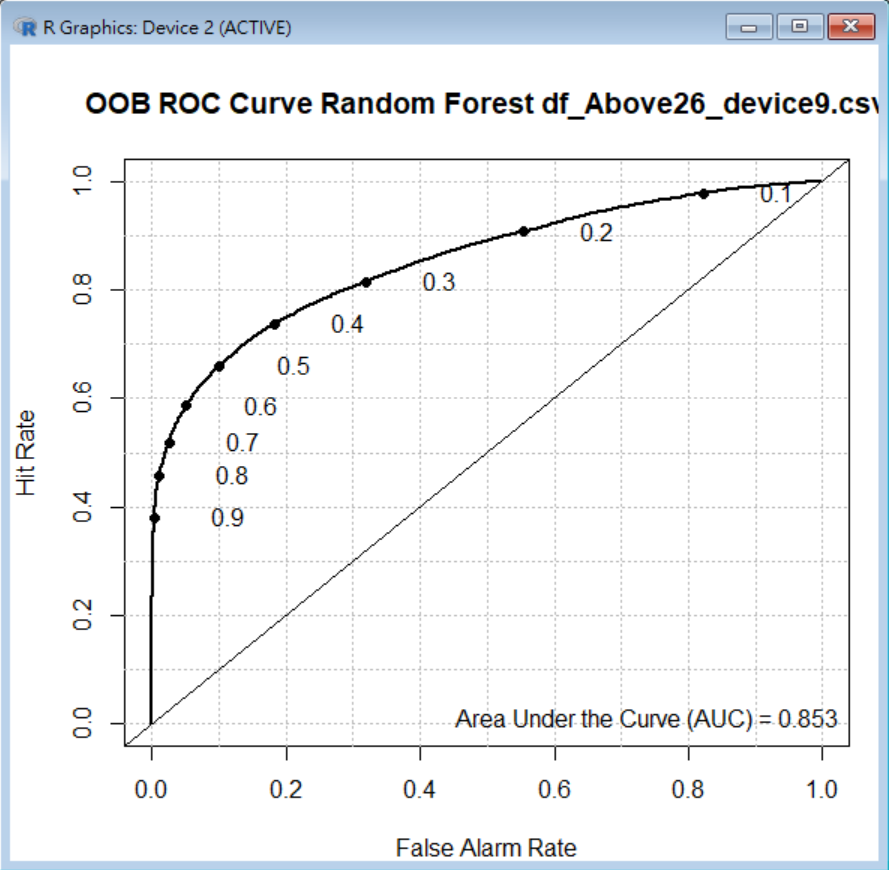 R Graphics: Device 2 (ACTIVE)
OOB ROC Curve Random Forest df_Above26_device9.csv
1.0
0.1
0.2
0.8
0.3
0.4
0.5
0.6
0.6
0.7
0.8
0.4
0.9
0.2
0.0
Area Under the Curve (AUC) = 0.853
Hit Rate
0.0 0.2 0.4 0.6 0.8 1.0
False Alarm Rate